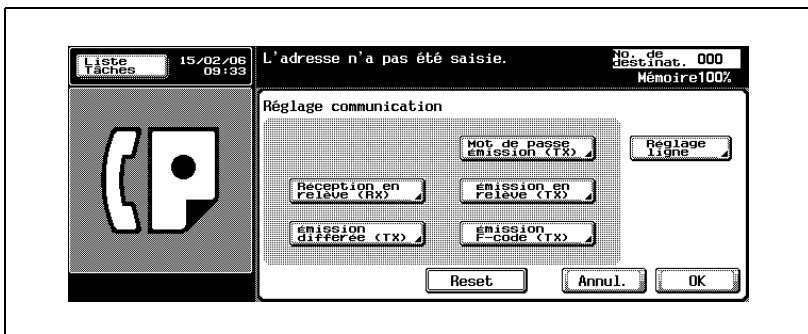 Liste
Tâches
15/02/06
09:33
L'adresse n'a pas été saisie.
No. de
destinat. 000
Mémoire100%
Réglage communication
Mot de passe
émission (TX)
Réglage
ligne
Réception en
relève (RX)
émission en
relève (TX)
émission
différée (TX)
émission
F-code (TX)
Reset
Annul.
OK